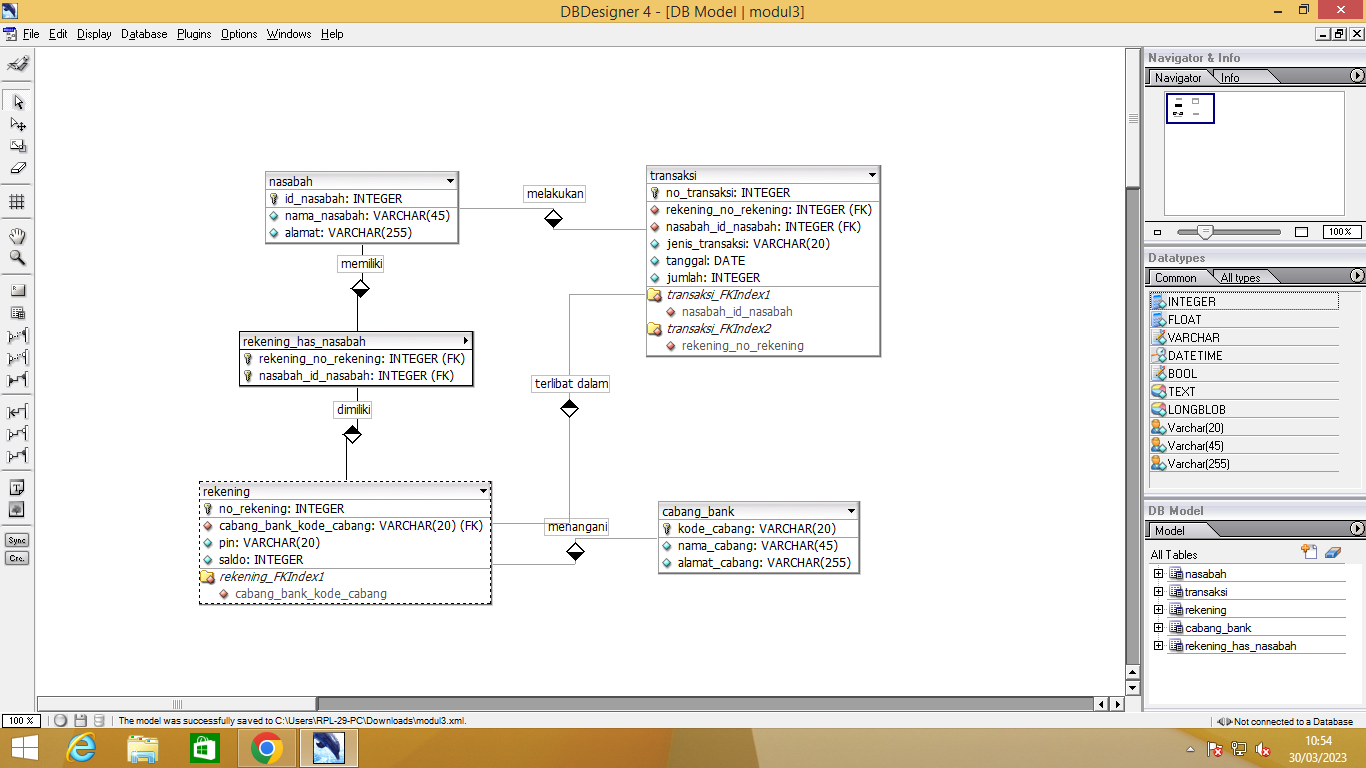 DBDesigner 4 - [DB Model | modul3]
File Edit Display Database Plugins Options Windows Help
nasabah
id_nasabah: INTEGER
nama_nasabah: VARCHAR(45)
alamat: VARCHAR(255)
melakukan
transaksi
no_transaksi: INTEGER
rekening_no_rekening: INTEGER (FK)
nasabah_id_nasabah: INTEGER (FK)
jenis_transaksi: VARCHAR(20)
tanggal: DATE
jumlah: INTEGER
transaksi_FKIndex1
nasabah_id_nasabah
transaksi_FKIndex2
rekening_no_rekening
memiliki
rekening_has_nasabah
rekening_no_rekening: INTEGER (FK)
nasabah_id_nasabah: INTEGER (FK)
dimiliki
terlibat dalam
rekening
no_rekening: INTEGER
cabang_bank_kode_cabang: VARCHAR(20) (FK)
pin: VARCHAR(20)
saldo: INTEGER
rekening_FKIndex1
cabang_bank_kode_cabang
menangani
cabang_bank
kode_cabang: VARCHAR(20)
nama_cabang: VARCHAR(45)
alamat_cabang: VARCHAR(255)
Sync
Cre.
Navigator & Info
Navigator Info
100%
Datatypes
Common All types
INTEGER
FLOAT
VARCHAR
DATETIME
BOOL
TEXT
LONGBLOB
Varchar(20)
Varchar(45)
Varchar(255)
DB Model
Model
All Tables
nasabah
transaksi
rekening
cabang_bank
rekening_has_nasabah
100 % The model was successfully saved to C:\Users\RPL-29-PC\Downloads\modul3.xml. Not connected to a Database
10:54
30/03/2023